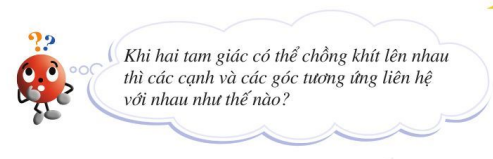 ??
Khi hai tam giác có thể chồng khít lên nhau
thì các cạnh và các góc tương ứng liên hệ
với nhau như thế nào?